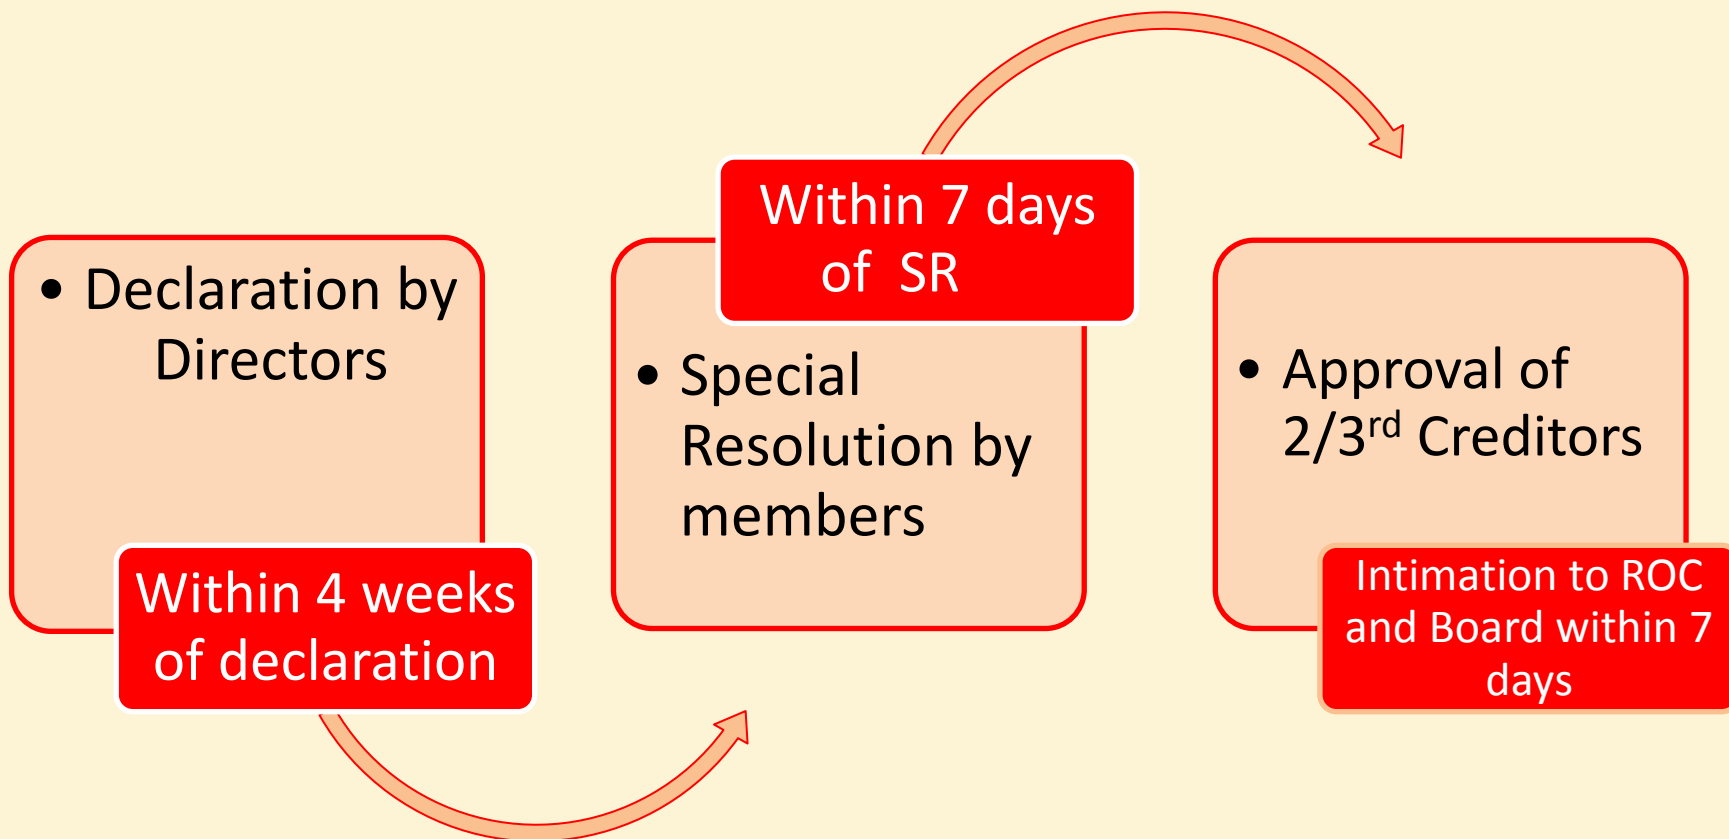 • Declaration by
Directors
Within 4 weeks
of declaration
Within 7 days
of SR
• Special
Resolution by
members
• Approval of
2/3rd Creditors
Intimation to ROC
and Board within 7
days